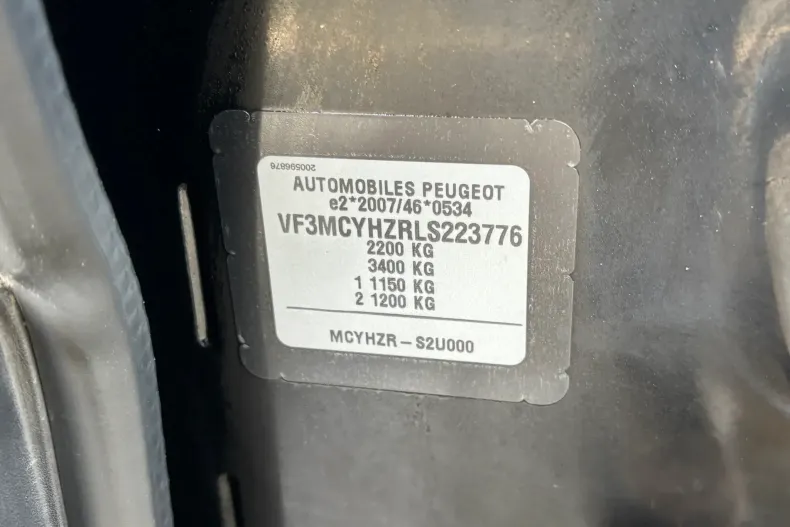 200596876
AUTOMOBILES PEUGEOT
e2*2007/46*0534
VF3MCYHZRLS223776
2200 KG
3400 KG
1 1150 KG
2 1200 KG
MCYHZR – S2U000